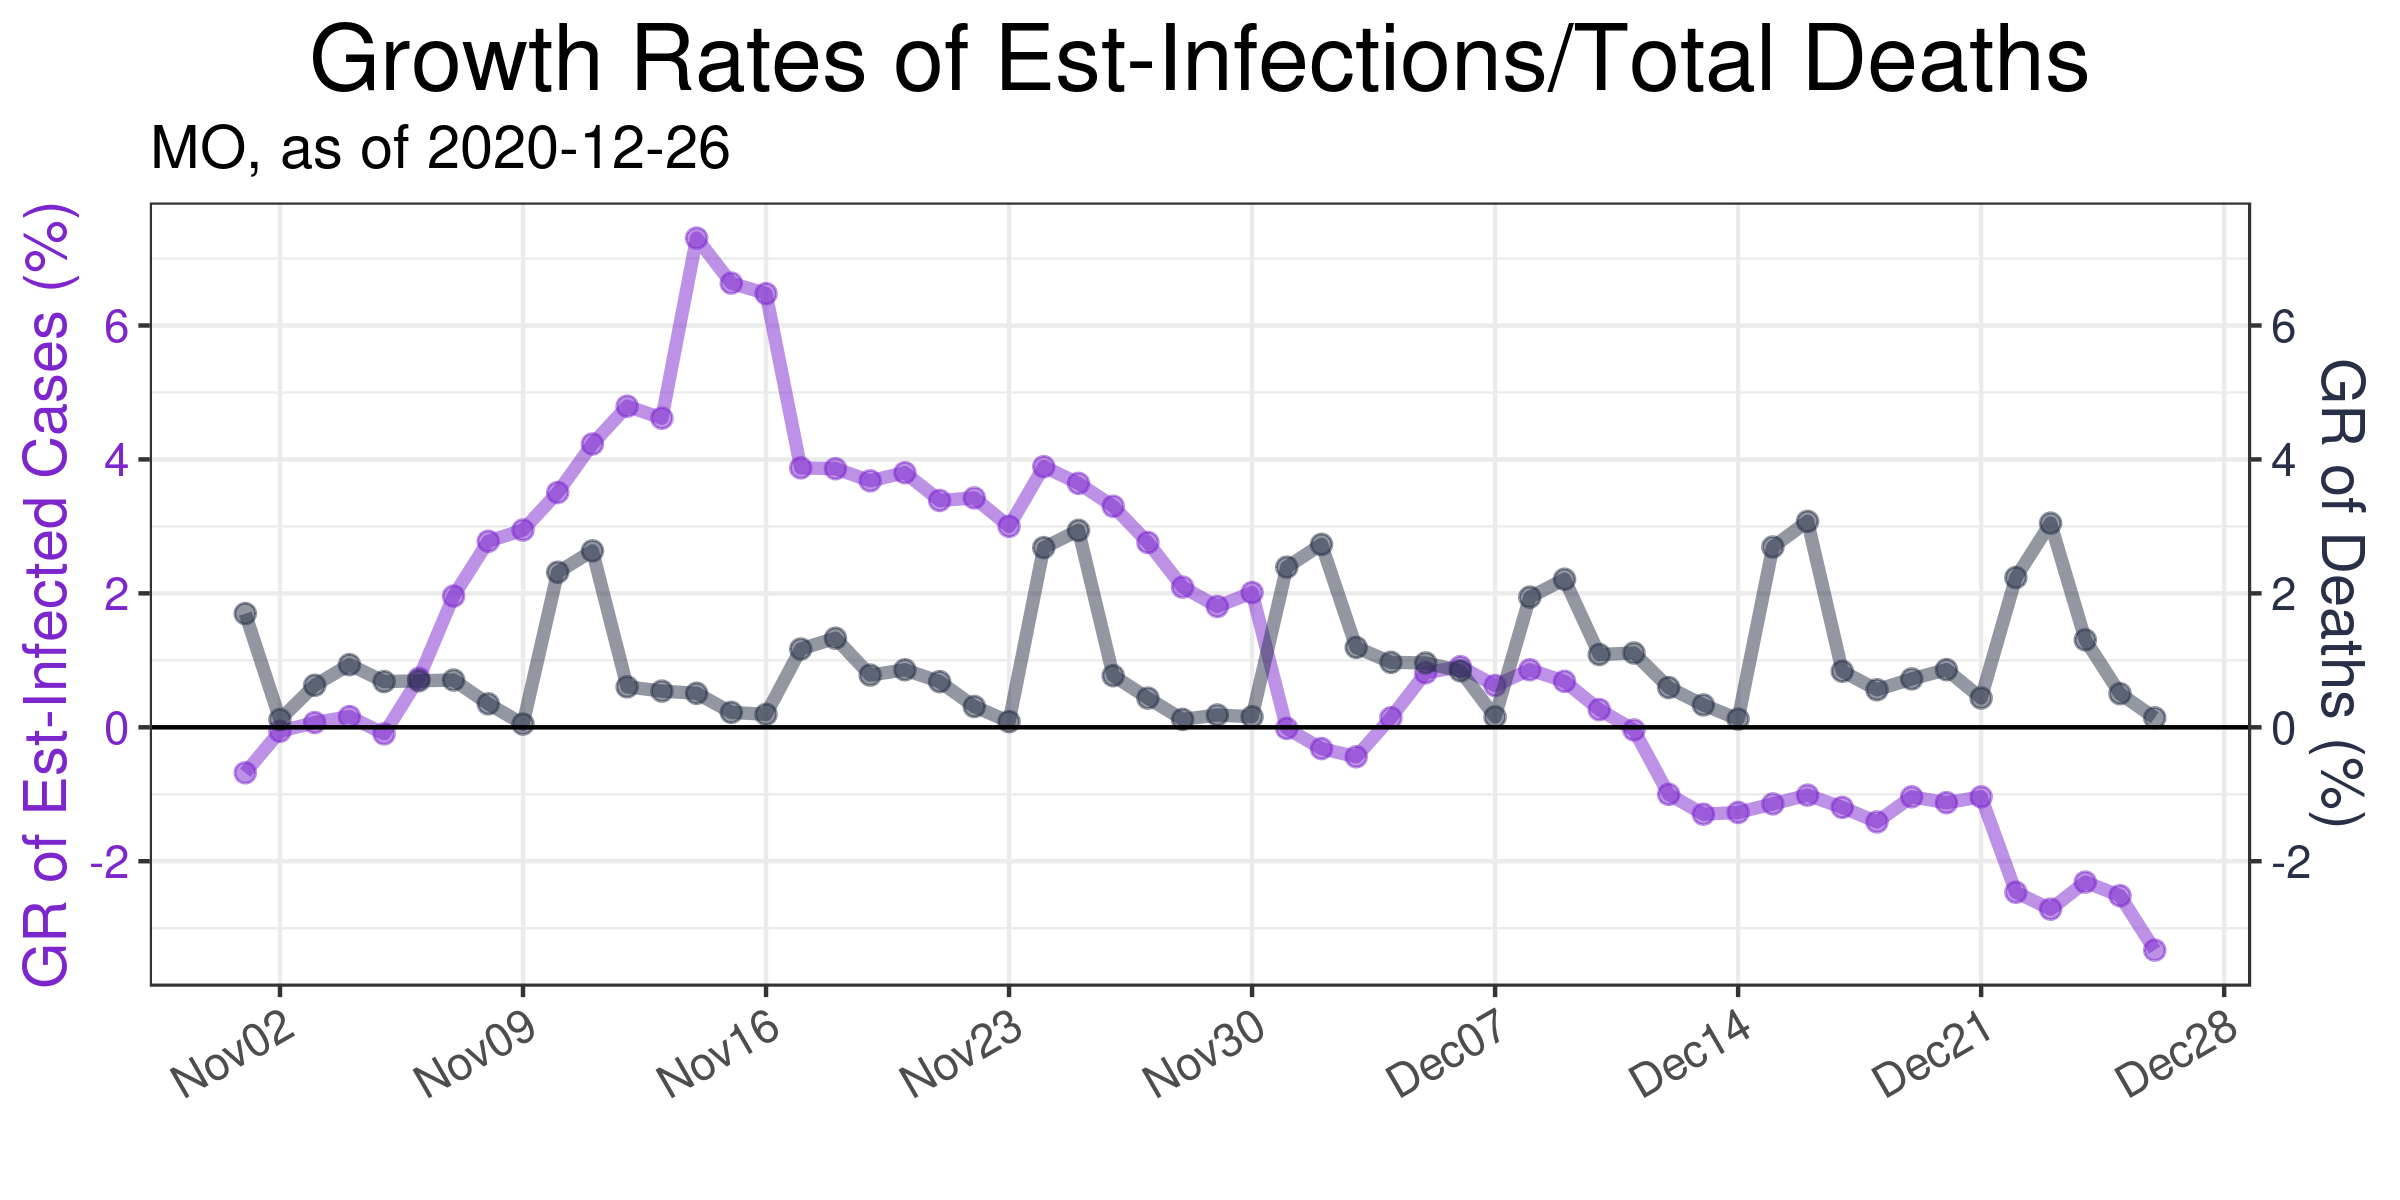 Growth Rates of Est-Infections/Total Deaths
MO, as of 2020-12-26
GR of Est-Infected Cases (%)
6
4
2
0
-2
6
4
2
0
-2
GR of Deaths (%)
Nov02
Nov09
Nov16
Nov23
Nov30
Dec07
Dec14
Dec21
Dec28